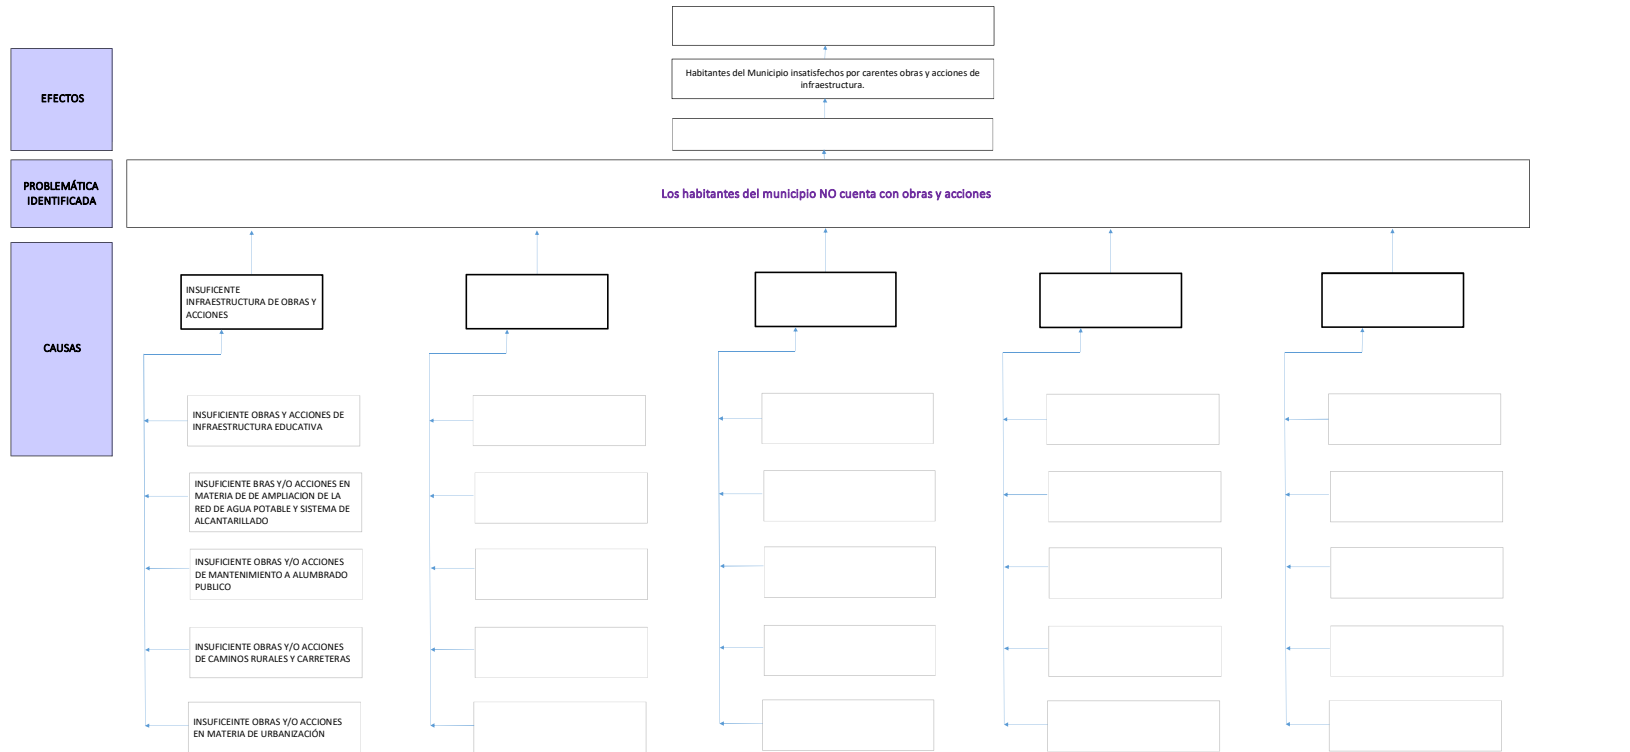 Habitantes del Municipio insatisfechos por carentes obras y acciones de
infraestructura.
EFECTOS
PROBLEMÁTICA
IDENTIFICADA
Los habitantes del municipio NO cuenta con obras y acciones
INSUFICENTE
INFRAESTRUCTURA DE OBRAS Y
ACCIONES
CAUSAS
INSUFICIENTE OBRAS Y ACCIONES DE
INFRAESTRUCTURA EDUCATIVA
INSUFICIENTE BRAS Y/O ACCIONES EN
MATERIA DE DE AMPLIACION DE LA
RED DE AGUA POTABLE Y SISTEMA DE
ALCANTARILLADO
INSUFICIENTE OBRAS Y/O ACCIONES
DE MANTENIMIENTO A ALUMBRADO
PUBLICO
INSUFICIENTE OBRAS Y/O ACCIONES
DE CAMINOS RURALES Y CARRETERAS
INSUFICEINTE OBRAS Y/O ACCIONES
EN MATERIA DE URBANIZACIÓN